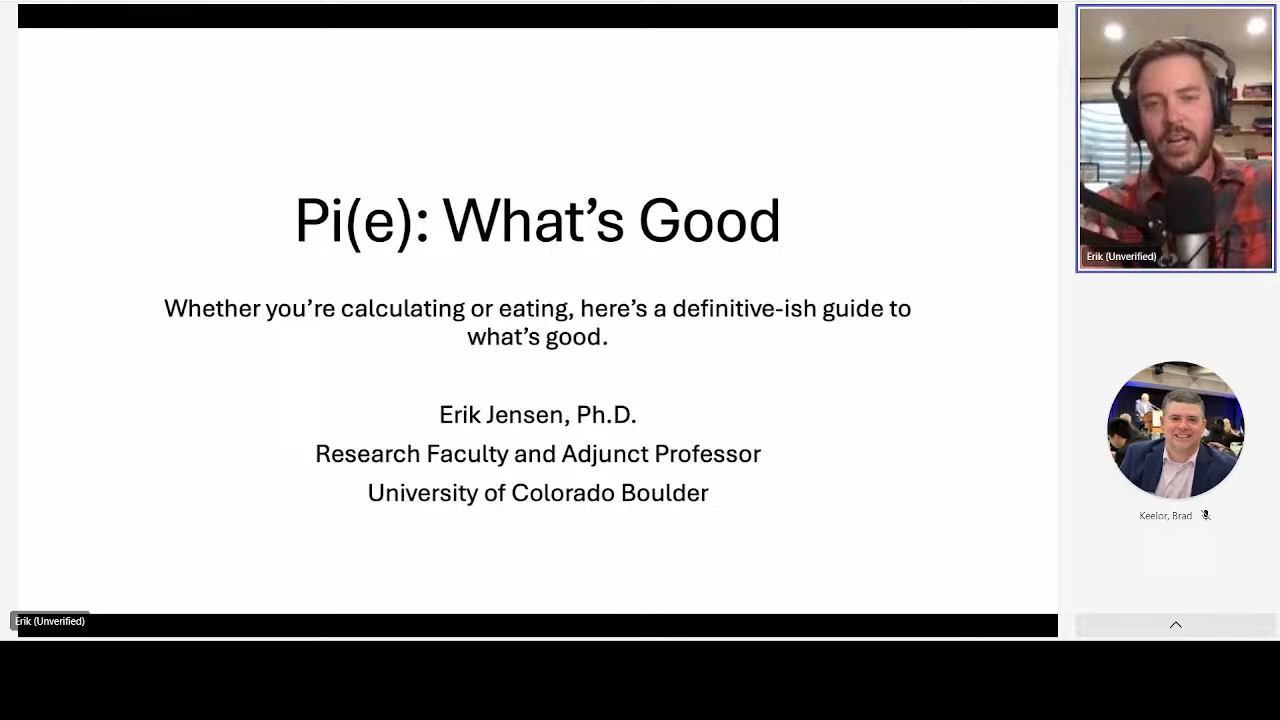 Pi(e): What's Good
Whether you're calculating or eating, here's a definitive-ish guide to
what's good.
Erik Jensen, Ph.D.
Research Faculty and Adjunct Professor
University of Colorado Boulder
Erik (Unverified)
Erik (Unverified)
Keelor, Brad